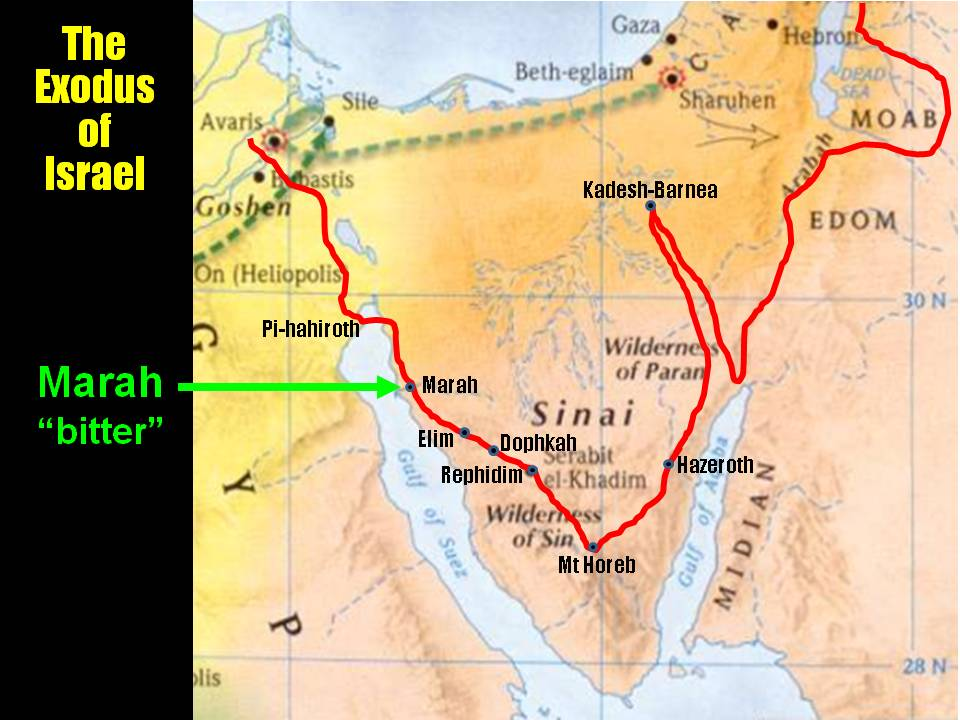 The
Exodus
of
Israel
Marah
“bitter”
Gaza
G
A
Hebron
Beth-eglaim
Sharuhen
DEAD
SEA
MOAB
Sile
Avaris
Bubastis
Goshen
Kadesh-Barnea
Arabah
EDOM
On (Heliopolis)
30 N
Pi-hahiroth
G
Y
P
Wilderness
of Paran
Marah
Sinai
Elim
Dophkah
Serabit
el-Khadim
Rephidim
Hazeroth
Wilderness
of Sin
Mt Horeb
Gulf of Suez
Gulf of Aqaba
MIDIAN
28 N
olis